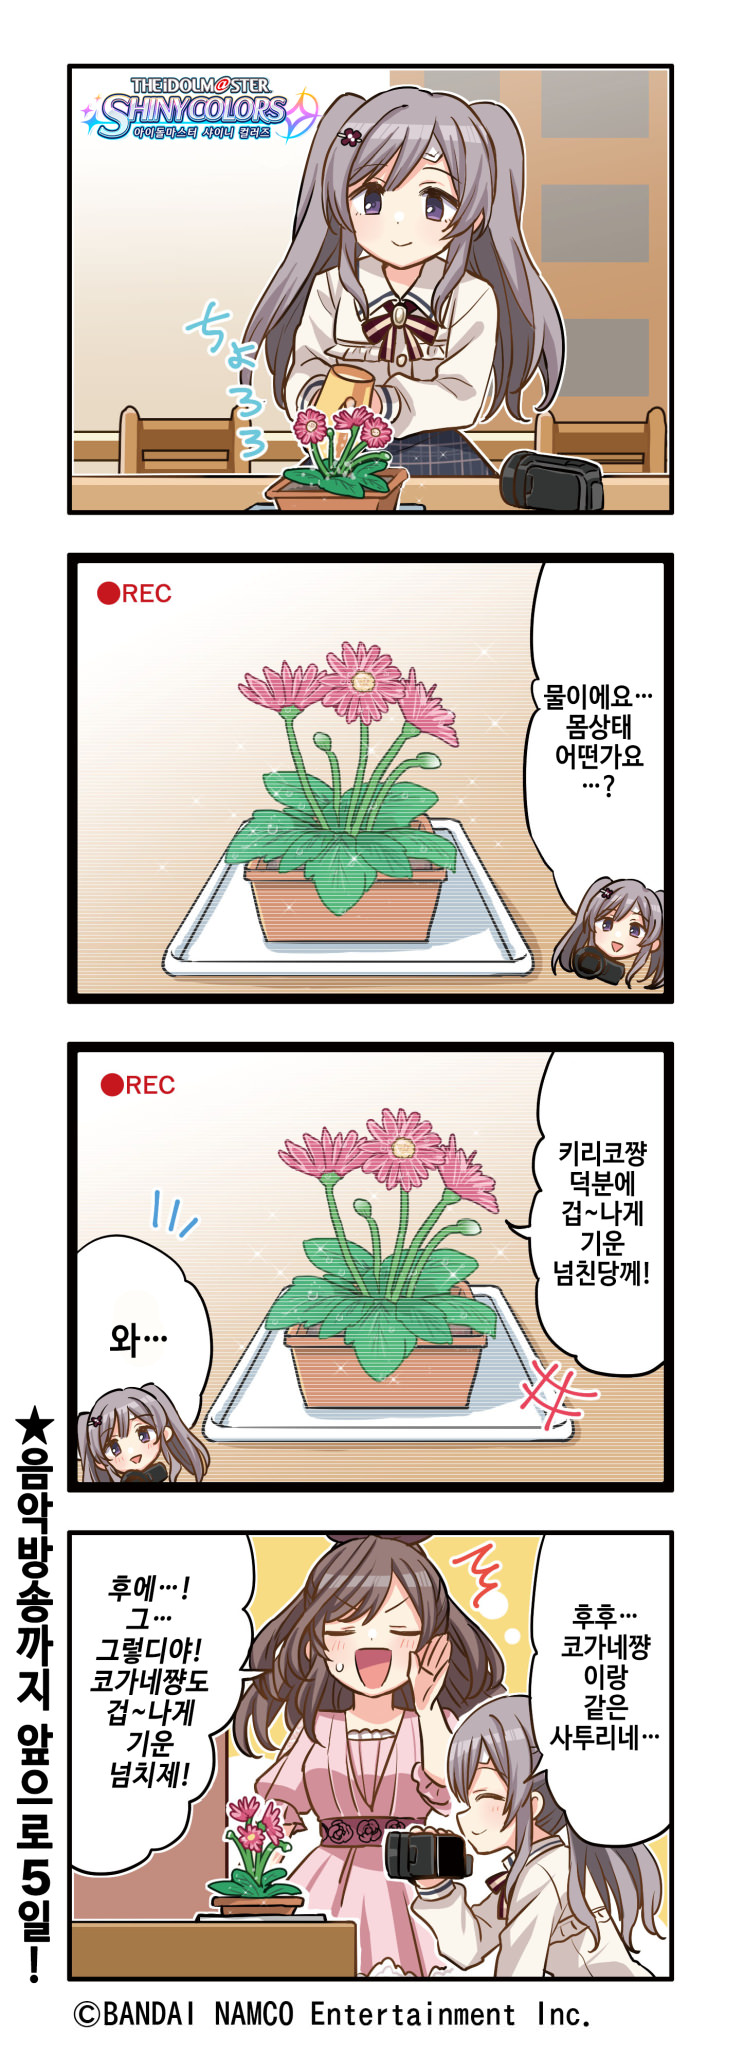 THE iDOLM@STER
SHINYCOLORS
아이돌마스터 샤이니 컬러즈
ちょろろ
●REC
물이에요…
몸상태
어떤가요
…?
●REC
키리코쨩
덕분에
겁~나게
기운
넘친당께!
와…
후후…
코가네쨩
이랑
같은
사투리네…
후에…!
그…
그렇디야!
코가네쨩도
겁~나게
기운
넘치제!
★음악방송까지 앞으로 5일!
©BANDAI NAMCO Entertainment Inc.